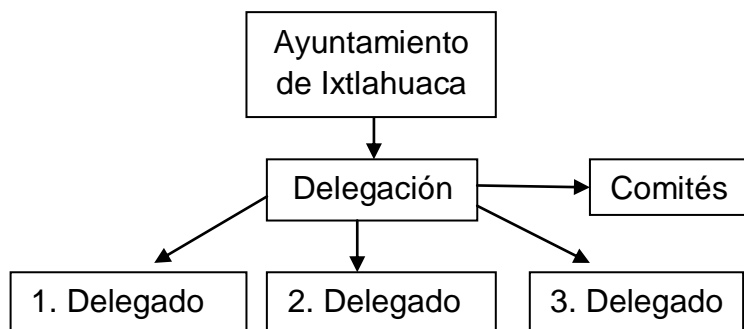 Ayuntamiento
de Ixtlahuaca
Delegación
Comités
1. Delegado
2. Delegado
3. Delegado